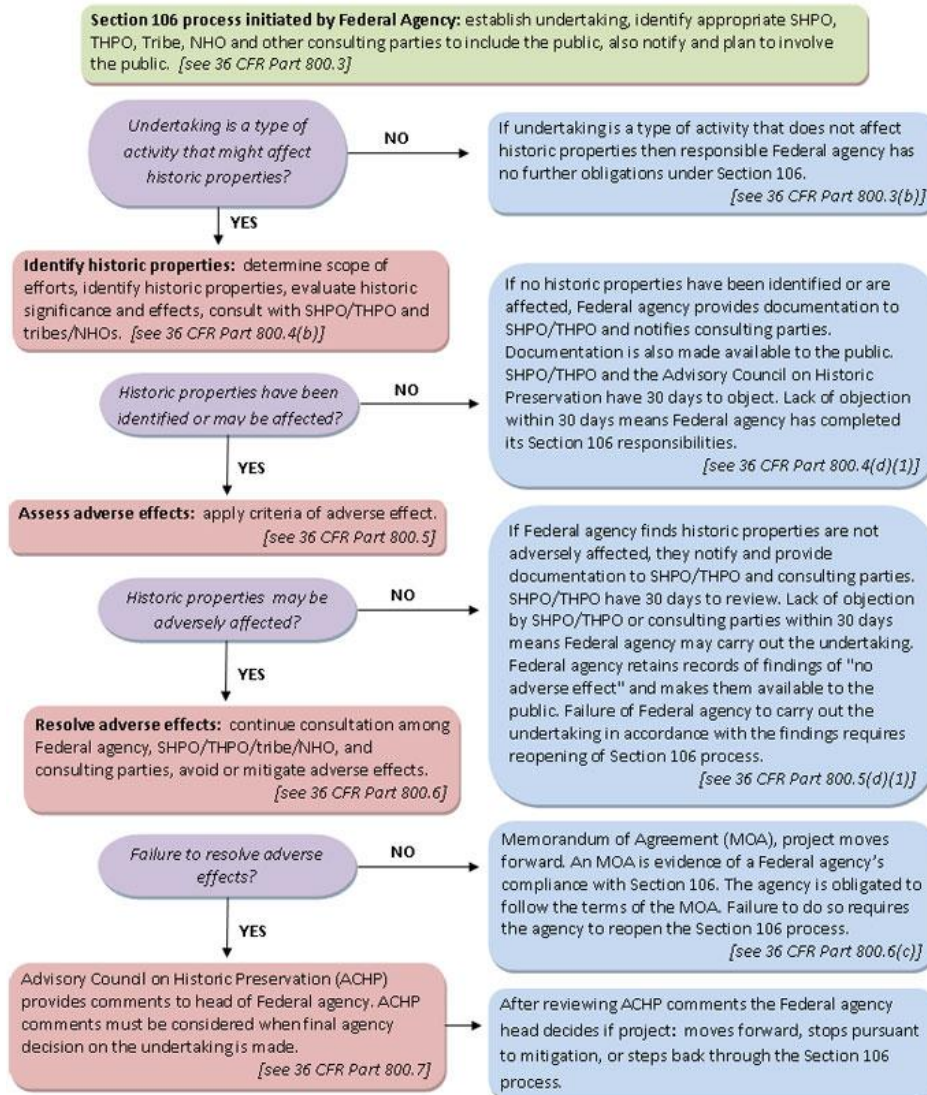 Section 106 process initiated by Federal Agency: establish undertaking, identify appropriate SHPO,
THPO, Tribe, NHO and other consulting parties to include the public, also notify and plan to involve
the public. [see 36 CFR Part 800.3]
Undertaking is a type of
activity that might affect
historic properties?
NO
If undertaking is a type of activity that does not affect
historic properties then responsible Federal agency has
no further obligations under Section 106.
[see 36 CFR Part 800.3(b)]
YES
Identify historic properties: determine scope of
efforts, identify historic properties, evaluate historic
significance and effects, consult with SHPO/THPO and
tribes/NHOs. [see 36 CFR Part 800.4(b)]
Historic properties have been
identified or may be affected?
NO
If no historic properties have been identified or are
affected, Federal agency provides documentation to
SHPO/THPO and notifies consulting parties.
Documentation is also made available to the public.
SHPO/THPO and the Advisory Council on Historic
Preservation have 30 days to object. Lack of objection
within 30 days means Federal agency has completed
its Section 106 responsibilities.
[see 36 CFR Part 800.4(d)(1)]
YES
Assess adverse effects: apply criteria of adverse effect.
[see 36 CFR Part 800.5]
Historic properties may be
adversely affected?
NO
If Federal agency finds historic properties are not
adversely affected, they notify and provide
documentation to SHPO/THPO and consulting parties.
SHPO/THPO have 30 days to review. Lack of objection
by SHPO/THPO or consulting parties within 30 days
means Federal agency may carry out the undertaking.
Federal agency retains records of findings of "no
adverse effect" and makes them available to the
public. Failure of Federal agency to carry out the
undertaking in accordance with the findings requires
reopening of Section 106 process.
[see 36 CFR Part 800.5(d)(1)]
YES
Resolve adverse effects: continue consultation among
Federal agency, SHPO/THPO/tribe/NHO, and
consulting parties, avoid or mitigate adverse effects.
[see 36 CFR Part 800.6]
Failure to resolve adverse
effects?
NO
Memorandum of Agreement (MOA), project moves
forward. An MOA is evidence of a Federal agency's
compliance with Section 106. The agency is obligated to
follow the terms of the MOA. Failure to do so requires
the agency to reopen the Section 106 process.
[see 36 CFR Part 800.6(c)]
YES
Advisory Council on Historic Preservation (ACHP)
provides comments to head of Federal agency. ACHP
comments must be considered when final agency
decision on the undertaking is made.
[see 36 CFR Part 800.7]
After reviewing ACHP comments the Federal agency
head decides if project: moves forward, stops pursuant
to mitigation, or steps back through the Section 106
process.